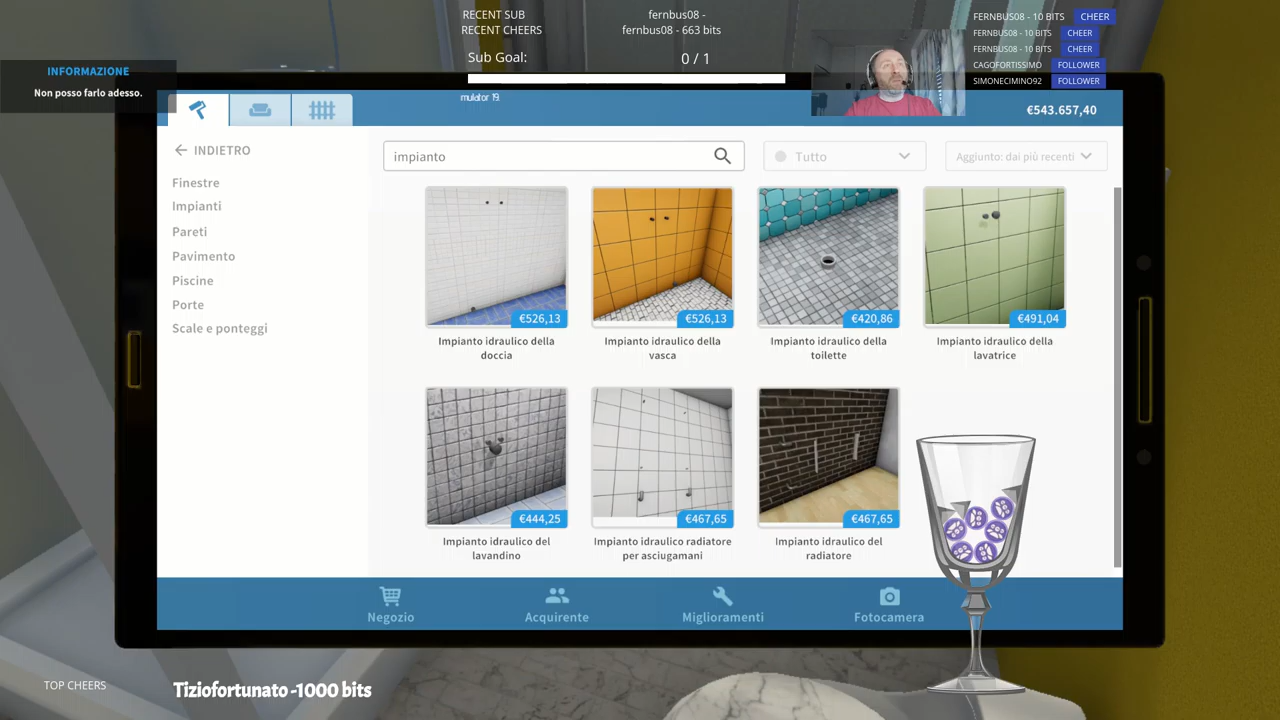 RECENT SUB
fernbus08 -
RECENT CHEERS
fernbus08 - 663 bits
Sub Goal:
0 / 1
mulator 19.
FERNBUS08 - 10 BITS CHEER
FERNBUS08 - 10 BITS CHEER
FERNBUS08 - 10 BITS CHEER
CAGOFORTISSIMO FOLLOWER
SIMONECIMINO92 FOLLOWER
INFORMAZIONE
Non posso farlo adesso.
€543.657,40
INDIETRO
Finestre
Impianti
Pareti
Pavimento
Piscine
Porte
Scale e ponteggi
impianto
Tutto
Aggiunto: dai più recenti
€526,13
Impianto idraulico della
doccia
€526,13
Impianto idraulico della
vasca
€420,86
Impianto idraulico della
toilette
€491,04
Impianto idraulico della
lavatrice
€444,25
Impianto idraulico del
lavandino
€467,65
Impianto idraulico radiatore
per asciugamani
€467,65
Impianto idraulico del
radiatore
Negozio
Acquirente
Miglioramenti
Fotocamera
TOP CHEERS
Tiziofortunato -1000 bits